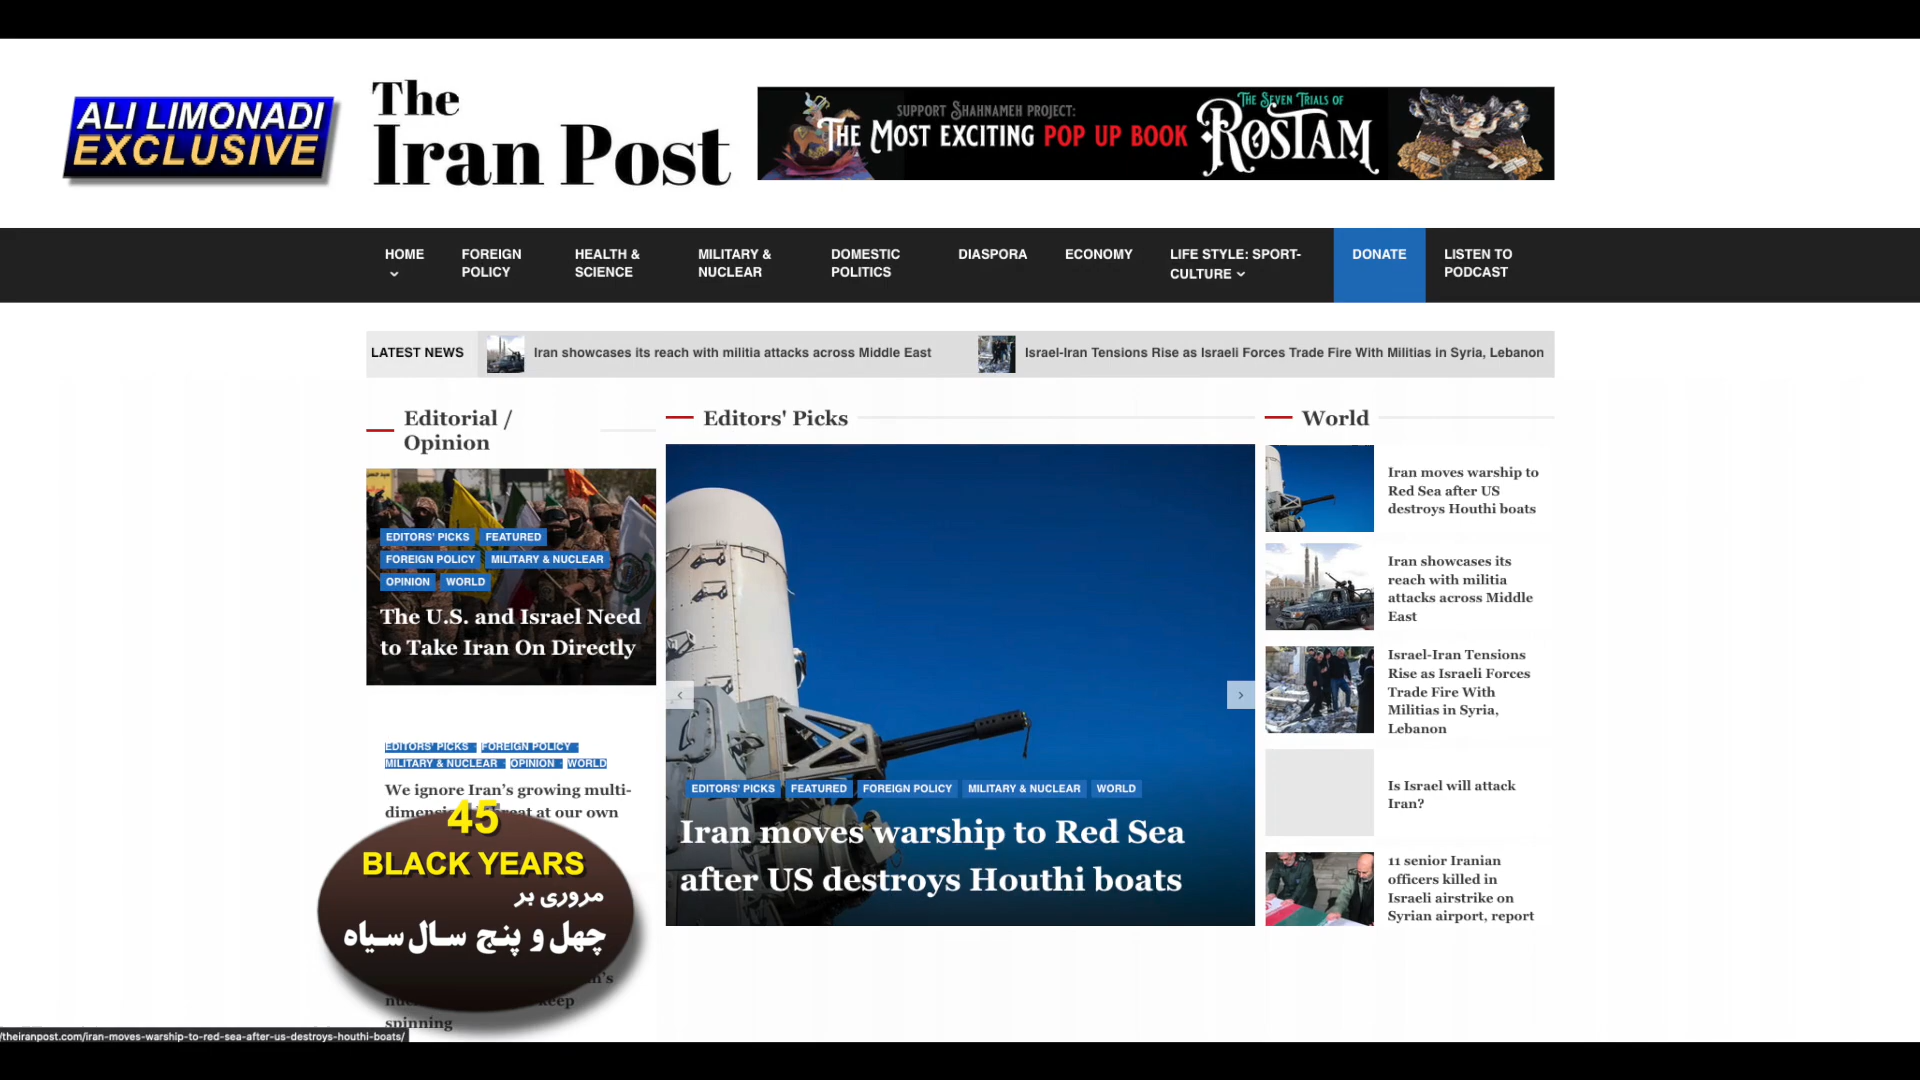 ALI LIMONADI
EXCLUSIVE
The
Iran Post
SUPPORT SHAHNAMEH PROJECT:
THE MOST EXCITING POP UP BOOK
THE SEVEN TRIALS OF
ROSTAM
HOME
FOREIGN
POLICY
HEALTH &
SCIENCE
MILITARY &
NUCLEAR
DOMESTIC
POLITICS
DIASPORA
ECONOMY
LIFE STYLE: SPORT-
CULTURE
DONATE
LISTEN TO
PODCAST
LATEST NEWS
Iran showcases its reach with militia attacks across Middle East
Israel-Iran Tensions Rise as Israeli Forces Trade Fire With Militias in Syria, Lebanon
Editorial /
Opinion
EDITORS' PICKS FEATURED
FOREIGN POLICY MILITARY & NUCLEAR
OPINION WORLD
The U.S. and Israel Need
to Take Iran On Directly
EDITORS' PICKS FOREIGN POLICY
MILITARY & NUCLEAR OPINION WORLD
We ignore Iran's growing multi-
at our own
45
BLACK YEARS
مروری بر
چهل و پنج سال سیاه
keep
spinning
Editors' Picks
EDITORS' PICKS FEATURED FOREIGN POLICY MILITARY & NUCLEAR WORLD
Iran moves warship to Red Sea
after US destroys Houthi boats
World
Iran moves warship to
Red Sea after US
destroys Houthi boats
Iran showcases its
reach with militia
attacks across Middle
East
Israel-Iran Tensions
Rise as Israeli Forces
Trade Fire With
Militias in Syria,
Lebanon
Is Israel will attack
Iran?
11 senior Iranian
officers killed in
Israeli airstrike on
Syrian airport, report
/theiranpost.com/iran-moves-warship-to-red-sea-after-us-destroys-houthi-boats/